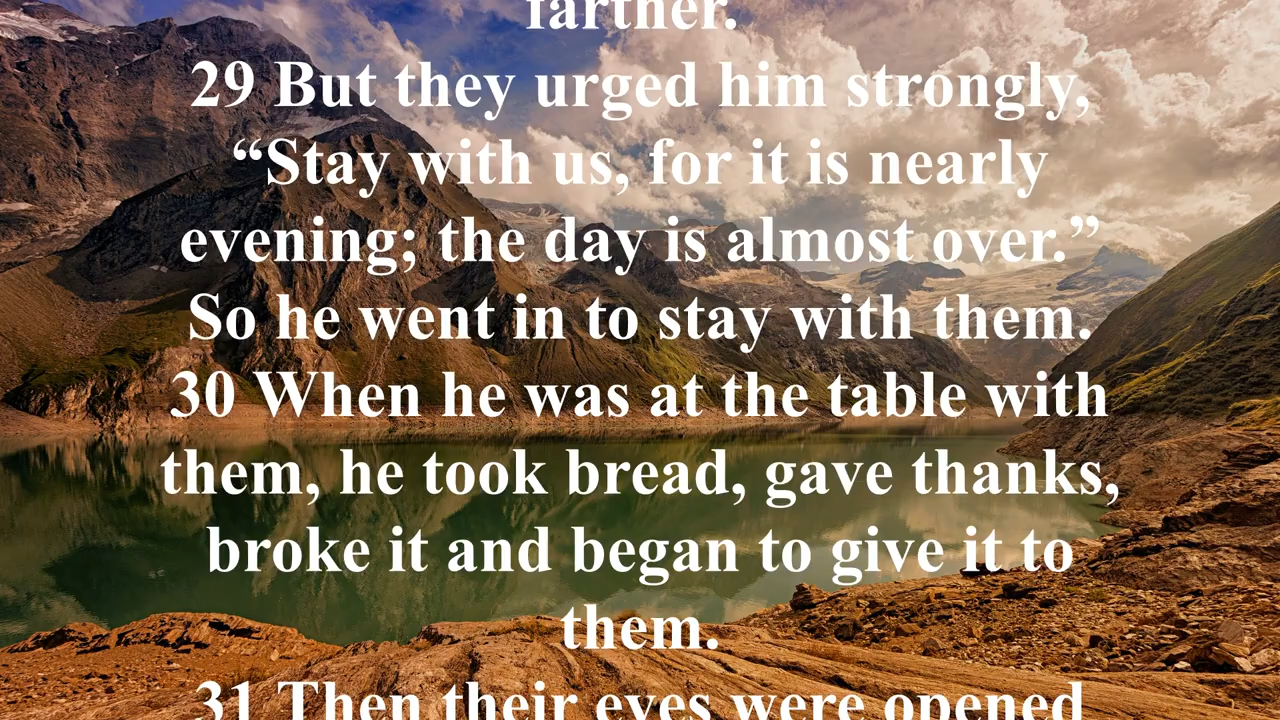 farther.
29 But they urged him strongly,
“Stay with us, for it is nearly
evening; the day is almost over.”
So he went in to stay with them.
30 When he was at the table with
them, he took bread, gave thanks,
broke it and began to give it to
them.
31 Then their eyes were opened